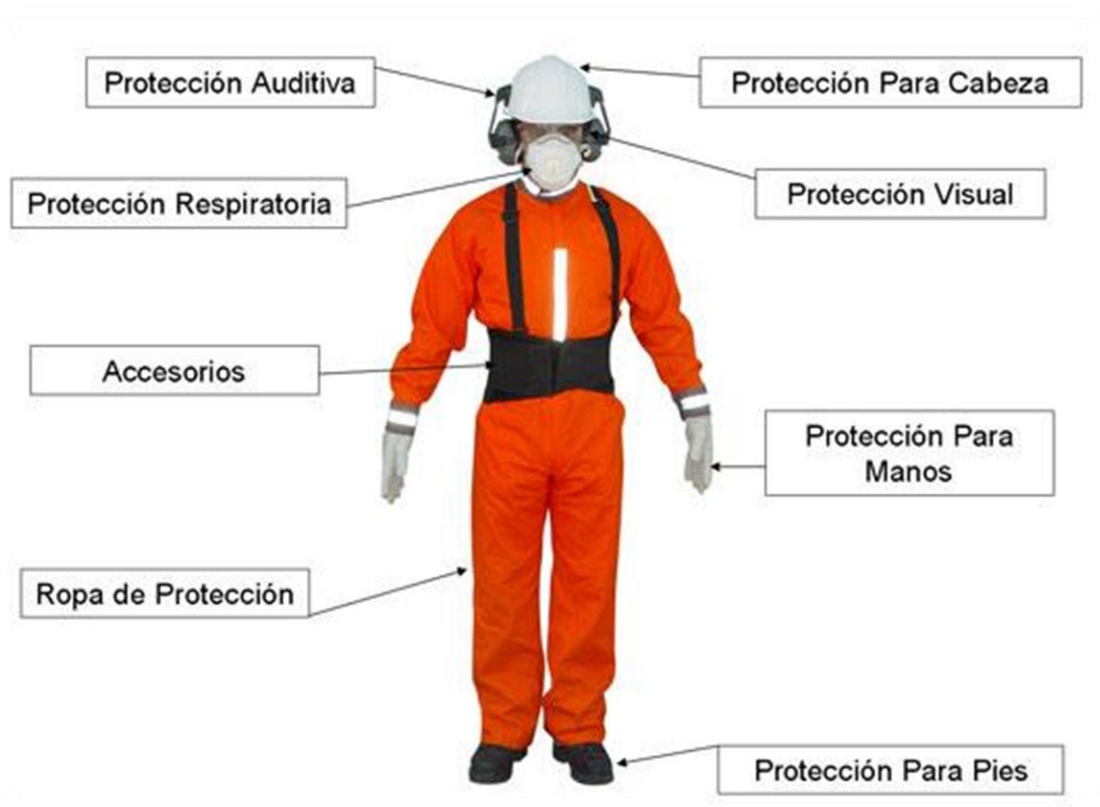 Protección Auditiva
Protección Para Cabeza
Protección Respiratoria
Protección Visual
Accesorios
Protección Para
Manos
Ropa de Protección
Protección Para Pies